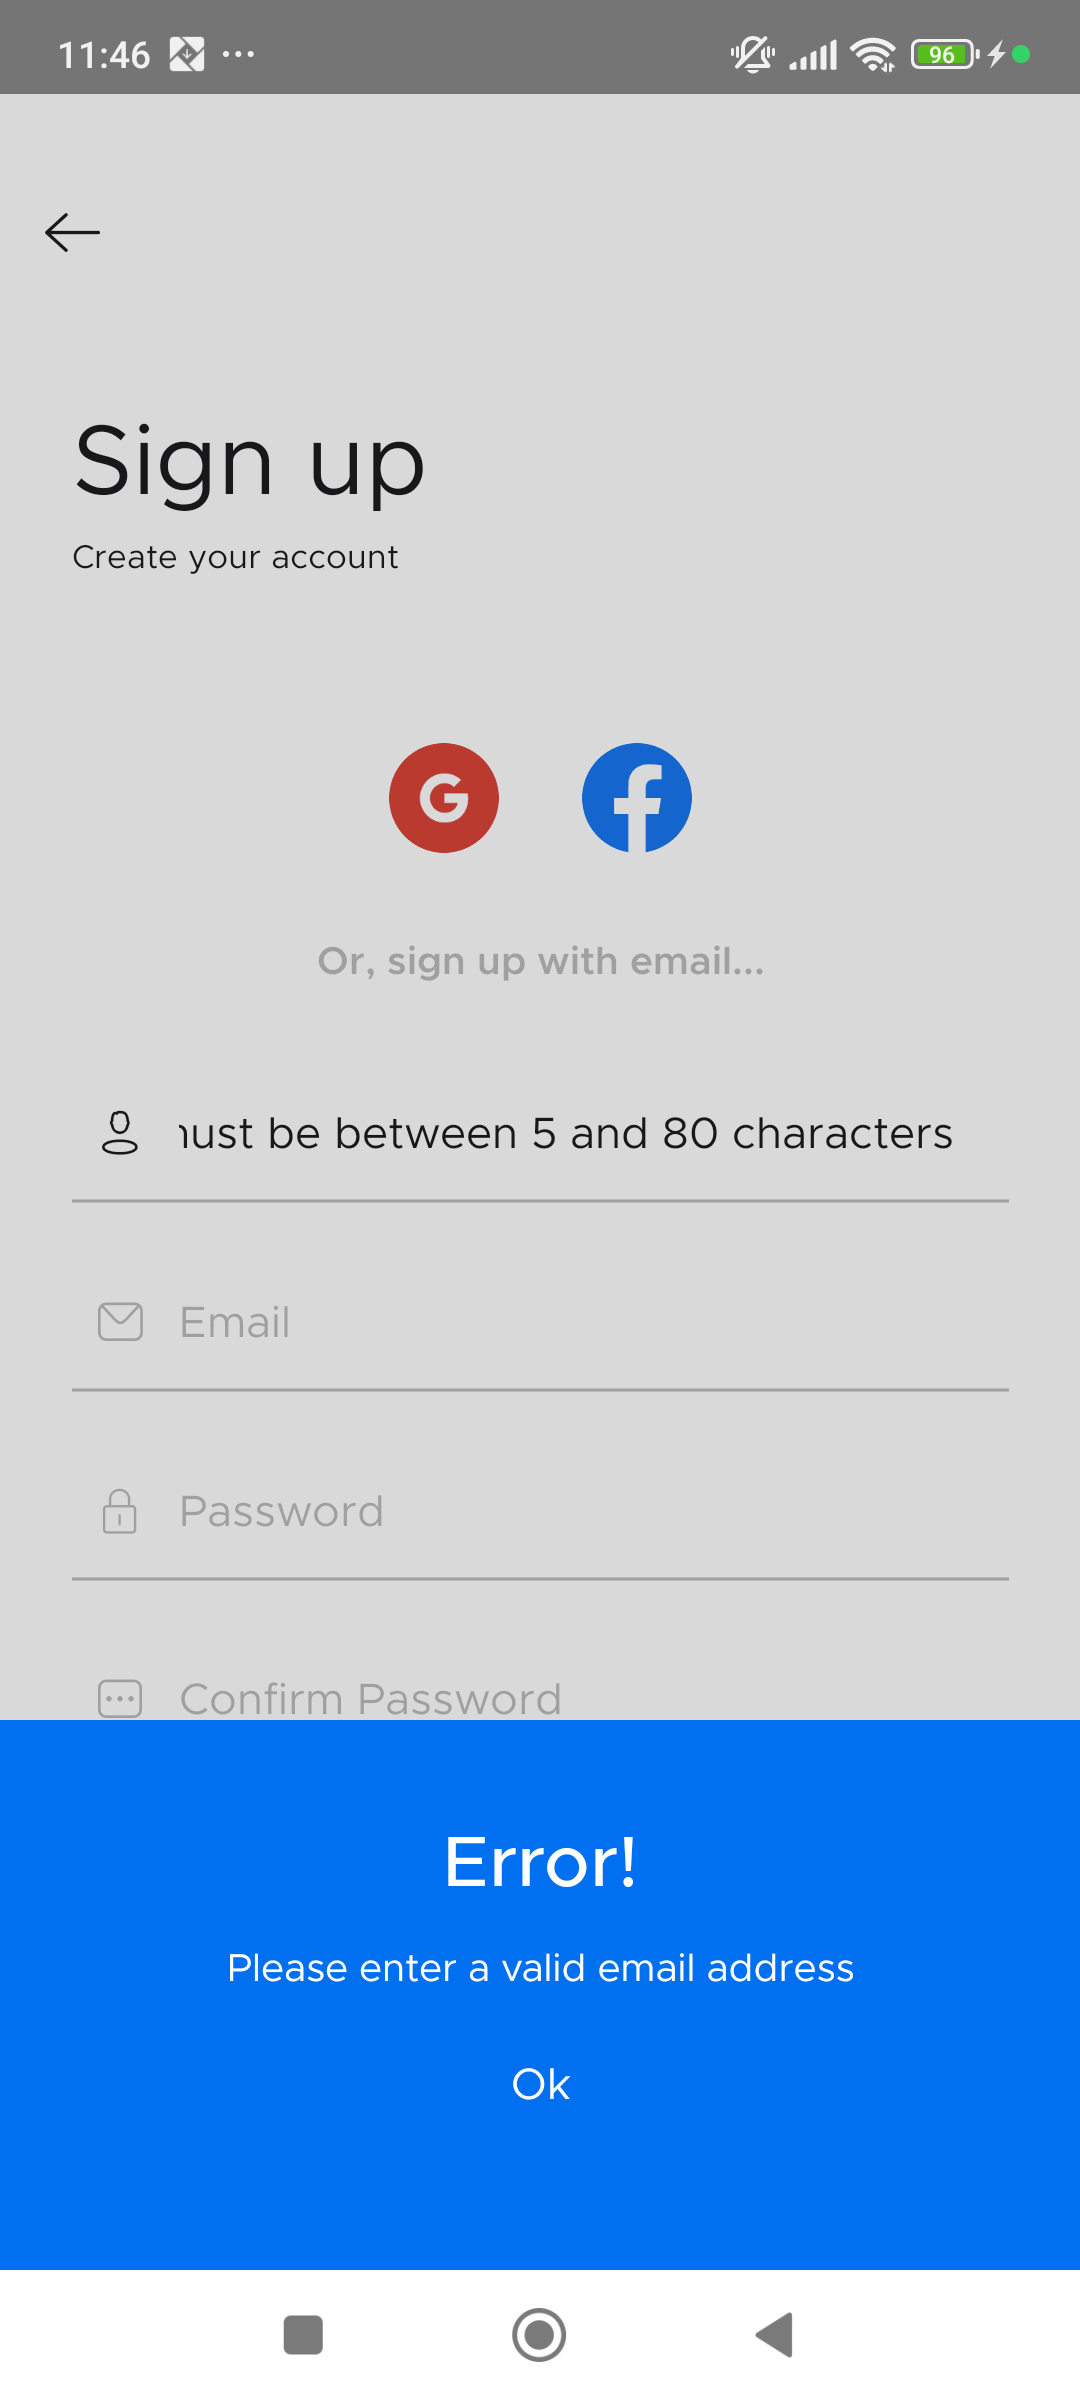 11:46
96
Sign up
Create your account
Or, sign up with email...
be between 5 and 80 characters
Email
Password
Confirm Password
Error!
Please enter a valid email address
Ok